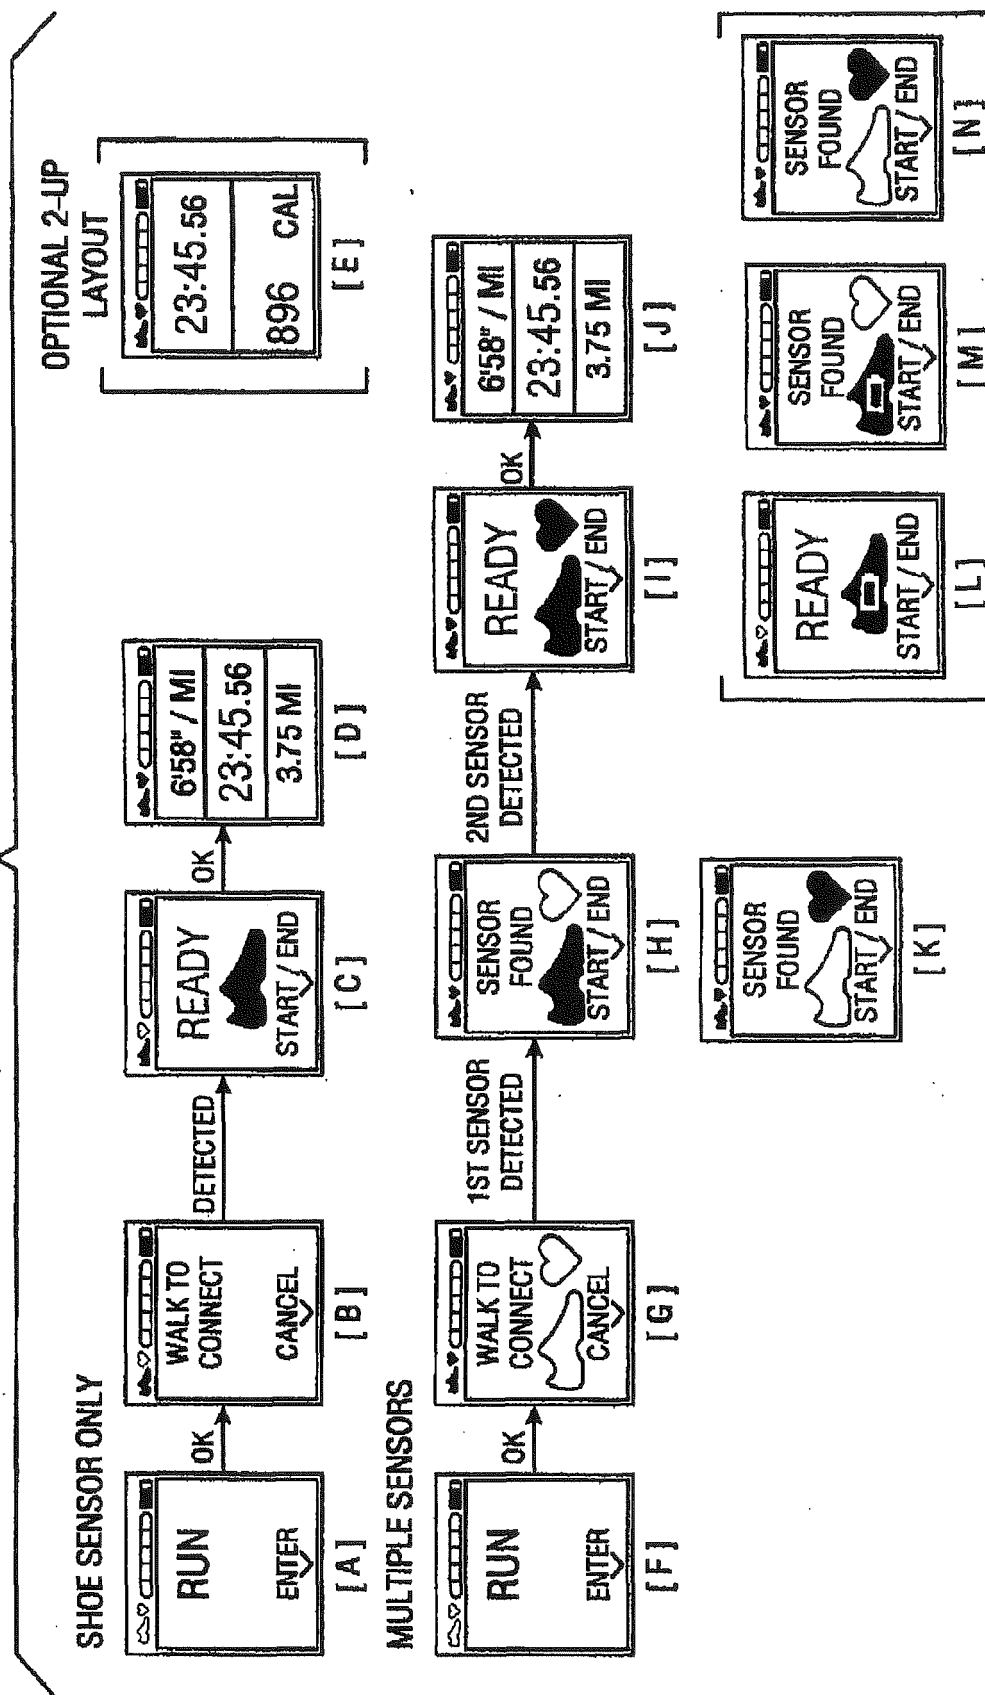 SHOE SENSOR ONLY
RUN
ENTER
[A]
OK
WALK TO
CONNECT
CANCEL
[B]
DETECTED
READY
START / END
[C]
OK
6'58" / MI
23:45.56
3.75 MI
[D]
OPTIONAL 2-UP
LAYOUT
23:45.56
896 CAL
[E]
MULTIPLE SENSORS
RUN
ENTER
[F]
OK
WALK TO
CONNECT
CANCEL
[G]
1ST SENSOR
DETECTED
SENSOR
FOUND
START / END
[H]
2ND SENSOR
DETECTED
READY
START / END
[I]
OK
6'58" / MI
23:45.56
3.75 MI
[J]
SENSOR
FOUND
START / END
[K]
READY
START / END
[L]
SENSOR
FOUND
START / END
[M]
SENSOR
FOUND
START / END
[N]